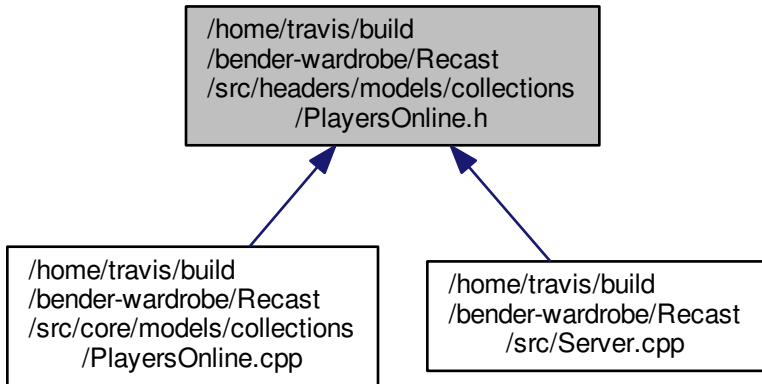 /home/travis/build
/bender-wardrobe/Recast
/src/headers/models/collections
/PlayersOnline.h
/home/travis/build
/bender-wardrobe/Recast
/src/core/models/collections
/PlayersOnline.cpp
/home/travis/build
/bender-wardrobe/Recast
/src/Server.cpp